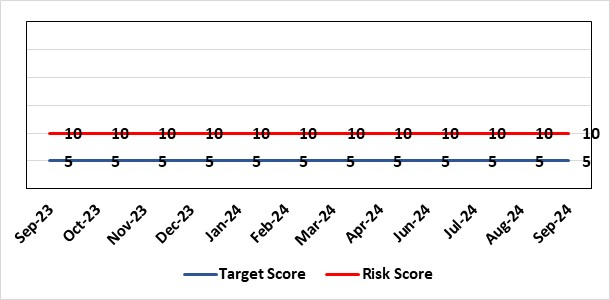 10 10 10 10 10 10 10 10 10 10 10 10
5 5 5 5 5 5 5 5 5 5 5 5
Sep-23 Oct-23 Nov-23 Dec-23 Jan-24 Feb-24 Mar-24 Apr-24 Jun-24 Jul-24 Aug-24 Sep-24
Target Score Risk Score